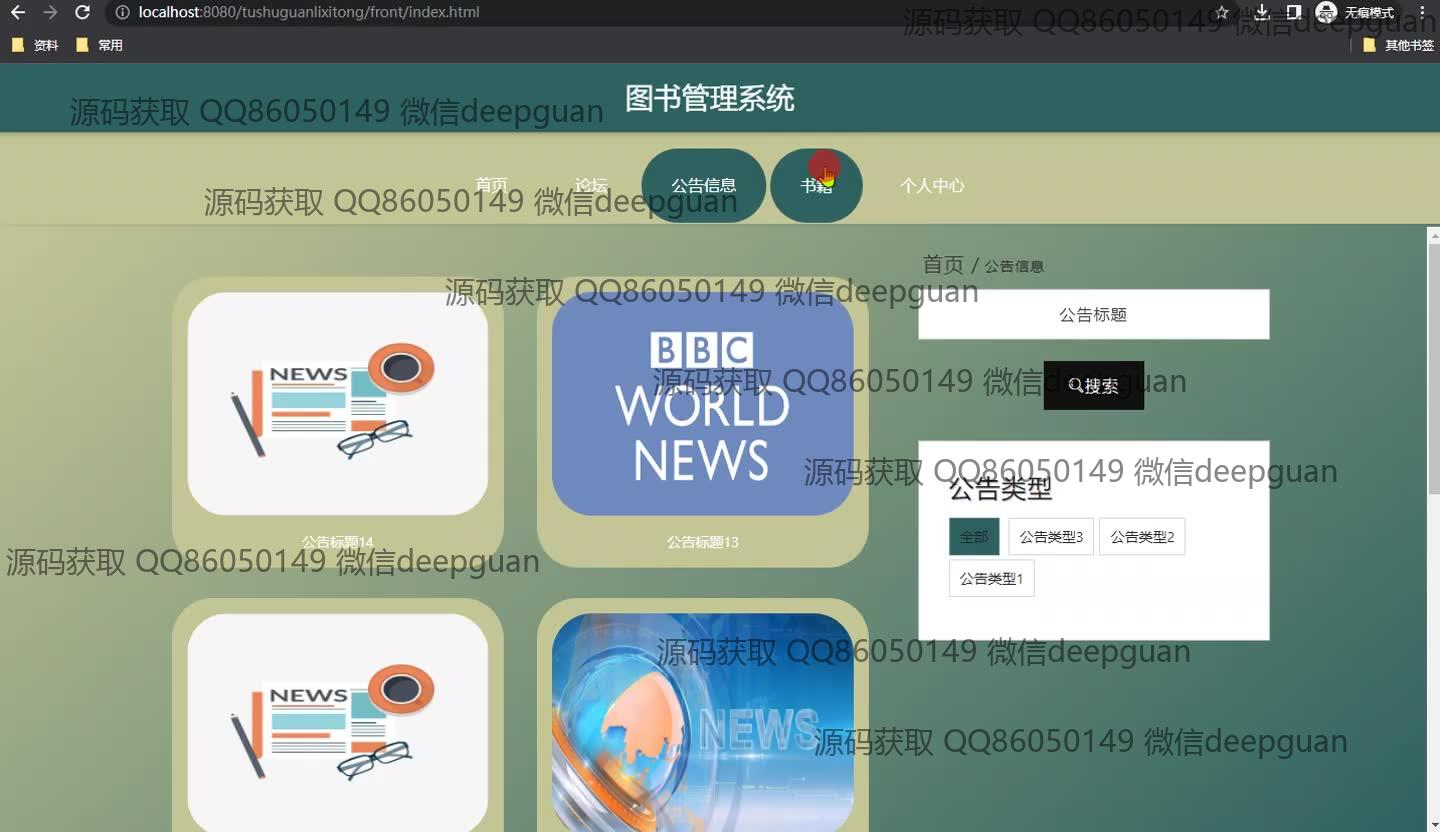 localhost:8080/tushuguanlixitong/front/index.html
无痕模式
源码获取 QQ86050149 微信deepguan
资料 常用 其他书签
图书管理系统
源码获取 QQ86050149 微信deepguan
首页 论坛 公告信息 书籍 个人中心
源码获取 QQ86050149 微信deepguan
首页 / 公告信息
源码获取 QQ86050149 微信deepguan
公告标题
搜索
源码获取 QQ86050149 微信deepguan
NEWS
BBC
WORLD
NEWS
源码获取 QQ86050149 微信deepguan
公告类型
全部 公告类型3 公告类型2
公告类型1
公告标题14
公告标题13
源码获取 QQ86050149 微信deepguan
源码获取 QQ86050149 微信deepguan
NEWS
NEWS
源码获取 QQ86050149 微信deepguan